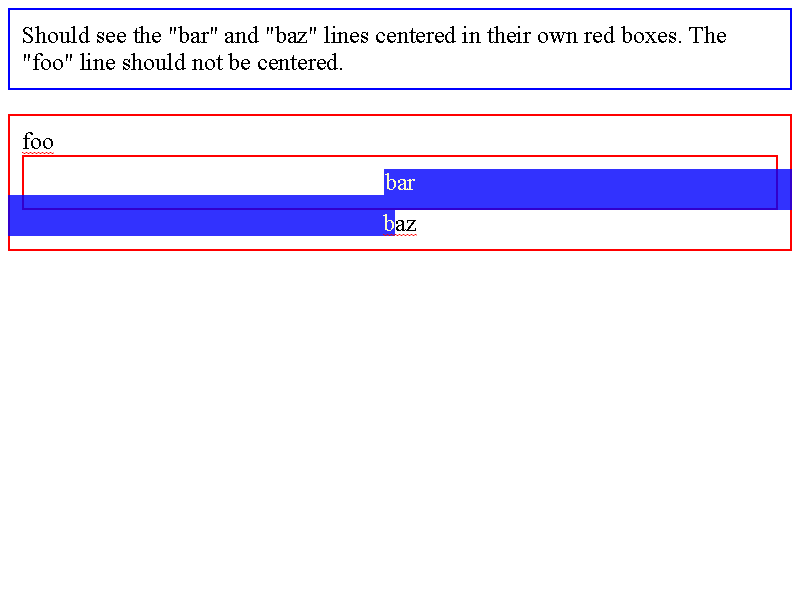 Should see the "bar" and "baz" lines centered in their own red boxes. The
"foo" line should not be centered.
foo
bar
baz